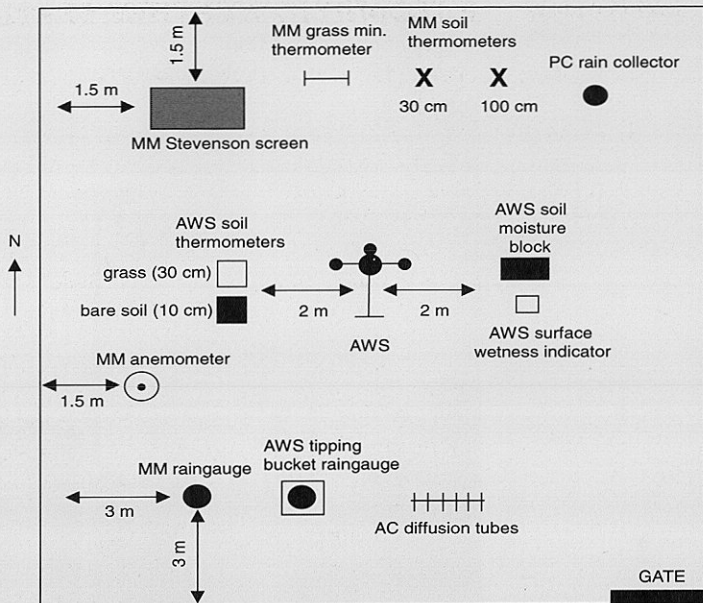 1.5 m
MM grass min.
thermometer
MM soil
thermometers
PC rain collector
1.5 m
X
X
30 cm
100 cm
MM Stevenson screen
AWS soil
thermometers
AWS soil
moisture
block
N
grass (30 cm)
bare soil (10 cm)
2 m
2 m
AWS
AWS surface
wetness indicator
MM anemometer
1.5 m
MM raingauge
AWS tipping
bucket raingauge
3 m
AC diffusion tubes
3 m
GATE